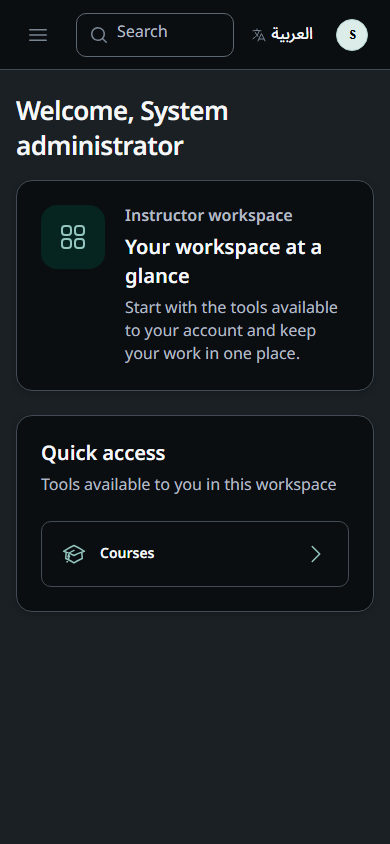 Search
العربية
S
Welcome, System
administrator
Instructor workspace
Your workspace at a
glance
Start with the tools available
to your account and keep
your work in one place.
Quick access
Tools available to you in this workspace
Courses